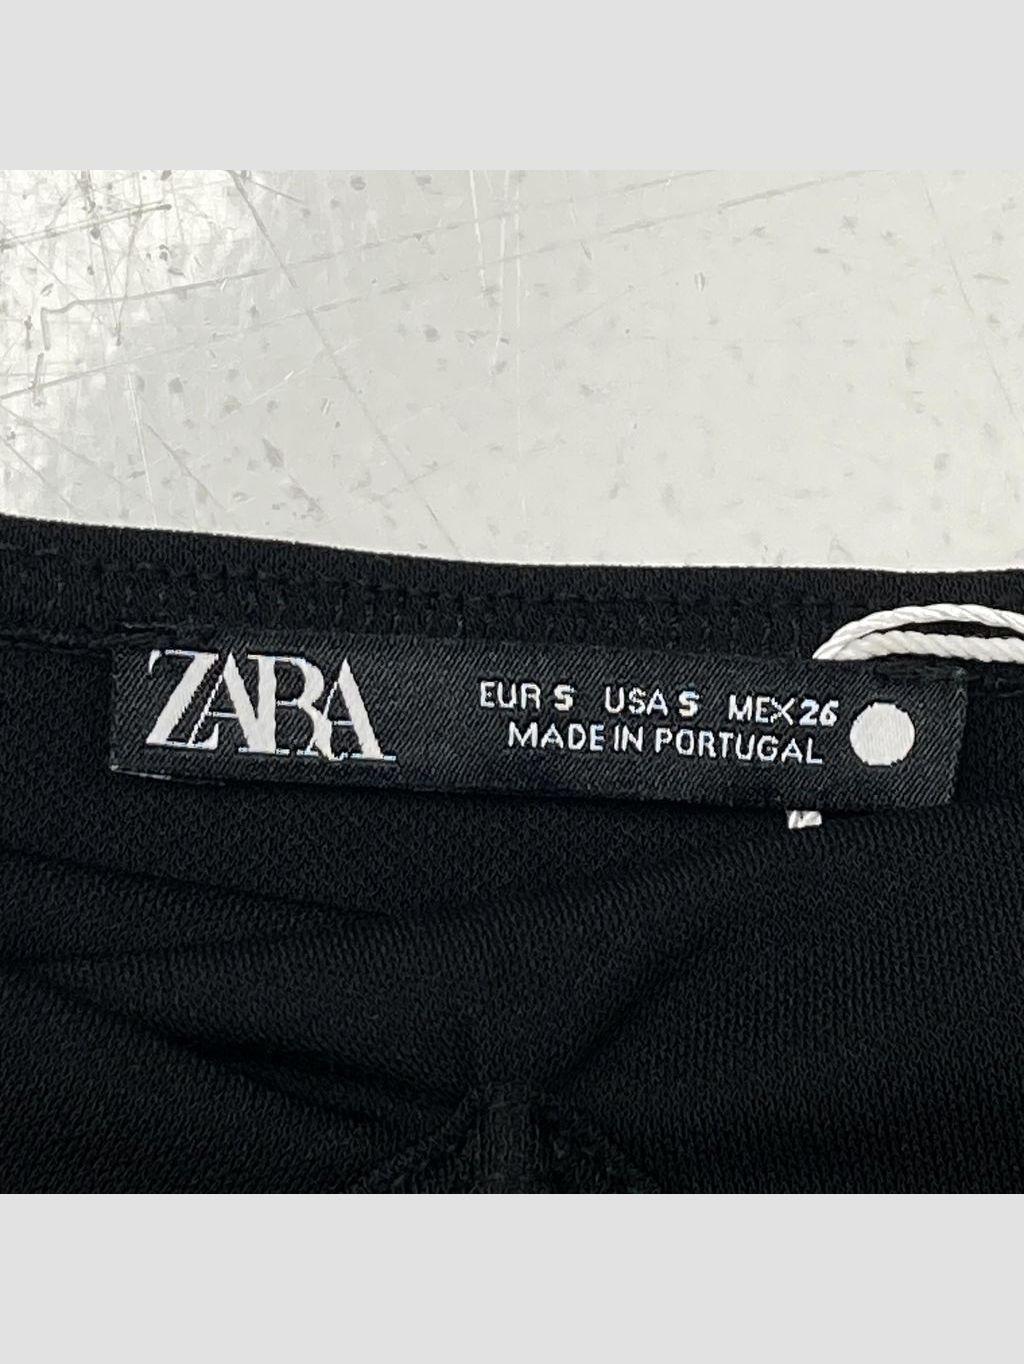 ZARA
EUR S USA S MEX 26
MADE IN PORTUGAL